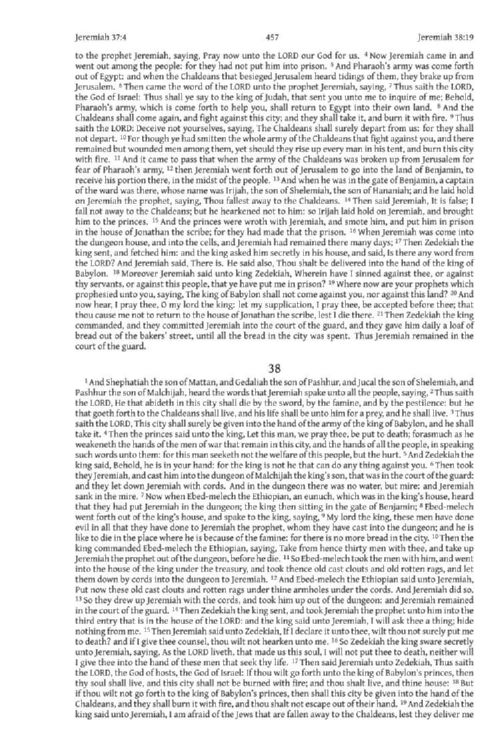 Jeremiah 37:4 457 Jeremiah 38:19
to the prophet Jeremiah, saying, Pray now unto the LORD our God for us. 4 Now Jeremiah came in and
went out among the people: for they had not put him into prison. 5 And Pharaoh's army was come forth
out of Egypt: and when the Chaldeans that besieged Jerusalem heard tidings of them, they brake up from
Jerusalem. 6 Then came the word of the LORD unto the prophet Jeremiah, saying, 7 Thus saith the LORD,
the God of Israel: Thus shall ye say to the king of Judah, that sent you unto me to inquire of me; Behold,
Pharaoh's army, which is come forth to help you, shall return to Egypt into their own land. 8 And the
Chaldeans shall come again, and fight against this city; and they shall take it, and burn it with fire. 9 Thus
saith the LORD: Deceive not yourselves, saying, The Chaldeans shall surely depart from us: for they shall
not depart. 10 For though ye had smitten the whole army of the Chaldeans that fight against you, and there
remained but wounded men among them, yet should they rise up every man in his tent, and burn this city
with fire. 11 And it came to pass that when the army of the Chaldeans was broken up from Jerusalem for
fear of Pharaoh's army, 12 then Jeremiah went forth out of Jerusalem to go into the land of Benjamin, to
receive his portion there, in the midst of the people. 13 And when he was in the gate of Benjamin, a captain
of the ward was there, whose name was Irijah, the son of Shelemiah, the son of Hananiah; and he laid hold
on Jeremiah the prophet, saying, Thou fallest away to the Chaldeans. 14 Then said Jeremiah, It is false; I
fall not away to the Chaldeans; but he hearkened not to him: so Irijah laid hold on Jeremiah, and brought
him to the princes. 15 And the princes were wroth with Jeremiah, and smote him, and put him in prison
in the house of Jonathan the scribe; for they had made that the prison. 16 When Jeremiah was come into
the dungeon house, and into the cells, and Jeremiah had remained there many days; 17 Then Zedekiah the
king sent, and fetched him: and the king asked him secretly in his house, and said, Is there any word from
the LORD? And Jeremiah said, There is. He said also, Thou shalt be delivered into the hand of the king of
Babylon. 18 Moreover Jeremiah said unto king Zedekiah, Wherein have I sinned against thee, or against
thy servants, or against this people, that ye have put me in prison? 19 Where now are your prophets which
prophesied unto you, saying, The king of Babylon shall not come against you, nor against this land? 20 And
now hear, I pray thee, O my lord the king: let my supplication, I pray thee, be accepted before thee; that
thou cause me not to return to the house of Jonathan the scribe, lest I die there. 21 Then Zedekiah the king
commanded, and they committed Jeremiah into the court of the guard, and they gave him daily a loaf of
bread out of the bakers' street, until all the bread in the city was spent. Thus Jeremiah remained in the
court of the guard.
38
1 And Shephatiah the son of Mattan, and Gedaliah the son of Pashhur, and Jucal the son of Shelemiah, and
Pashhur the son of Malchijah, heard the words that Jeremiah spake unto all the people, saying, 2 Thus saith
the LORD, He that abideth in this city shall die by the sword, by the famine, and by the pestilence: but he
that goeth forth to the Chaldeans shall live, and his life shall be unto him for a prey, and he shall live. 3 Thus
saith the LORD, This city shall surely be given into the hand of the army of the king of Babylon, and he shall
take it. 4 Then the princes said unto the king, Let this man, we pray thee, be put to death; forasmuch as he
weakeneth the hands of the men of war that remain in this city, and the hands of all the people, in speaking
such words unto them: for this man seeketh not the welfare of this people, but the hurt. 5 And Zedekiah the
king said, Behold, he is in your hand: for the king is not he that can do any thing against you. 6 Then took
they Jeremiah, and cast him into the dungeon of Malchijah the king's son, that was in the court of the guard:
and they let down Jeremiah with cords. And in the dungeon there was no water, but mire: and Jeremiah
sank in the mire. 7 Now when Ebed-melech the Ethiopian, an eunuch, which was in the king's house, heard
that they had put Jeremiah in the dungeon; the king then sitting in the gate of Benjamin; 8 Ebed-melech
went forth out of the king's house, and spake to the king, saying, 9 My lord the king, these men have done
evil in all that they have done to Jeremiah the prophet, whom they have cast into the dungeon; and he is
like to die in the place where he is because of the famine: for there is no more bread in the city. 10 Then the
king commanded Ebed-melech the Ethiopian, saying, Take from hence thirty men with thee, and take up
Jeremiah the prophet out of the dungeon, before he die. 11 So Ebed-melech took the men with him, and went
into the house of the king under the treasury, and took thence old cast clouts and old rotten rags, and let
them down by cords into the dungeon to Jeremiah. 12 And Ebed-melech the Ethiopian said unto Jeremiah,
Put now these old cast clouts and rotten rags under thine armholes under the cords. And Jeremiah did so.
13 So they drew up Jeremiah with the cords, and took him up out of the dungeon: and Jeremiah remained
in the court of the guard. 14 Then Zedekiah the king sent, and took Jeremiah the prophet unto him into the
third entry that is in the house of the LORD: and the king said unto Jeremiah, I will ask thee a thing; hide
nothing from me. 15 Then Jeremiah said unto Zedekiah, If I declare it unto thee, wilt thou not surely put me
to death? and if I give thee counsel, thou wilt not hearken unto me. 16 So Zedekiah the king sware secretly
unto Jeremiah, saying, As the LORD liveth, that made us this soul, I will not put thee to death, neither will
I give thee into the hand of these men that seek thy life. 17 Then said Jeremiah unto Zedekiah, Thus saith
the LORD, the God of hosts, the God of Israel: If thou wilt go forth unto the king of Babylon's princes, then
thy soul shall live, and this city shall not be burned with fire; and thou shalt live, and thine house: 18 But
if thou wilt not go forth to the king of Babylon's princes, then shall this city be given into the hand of the
Chaldeans, and they shall burn it with fire, and thou shalt not escape out of their hand. 19 And Zedekiah the
king said unto Jeremiah, I am afraid of the Jews that are fallen away to the Chaldeans, lest they deliver me